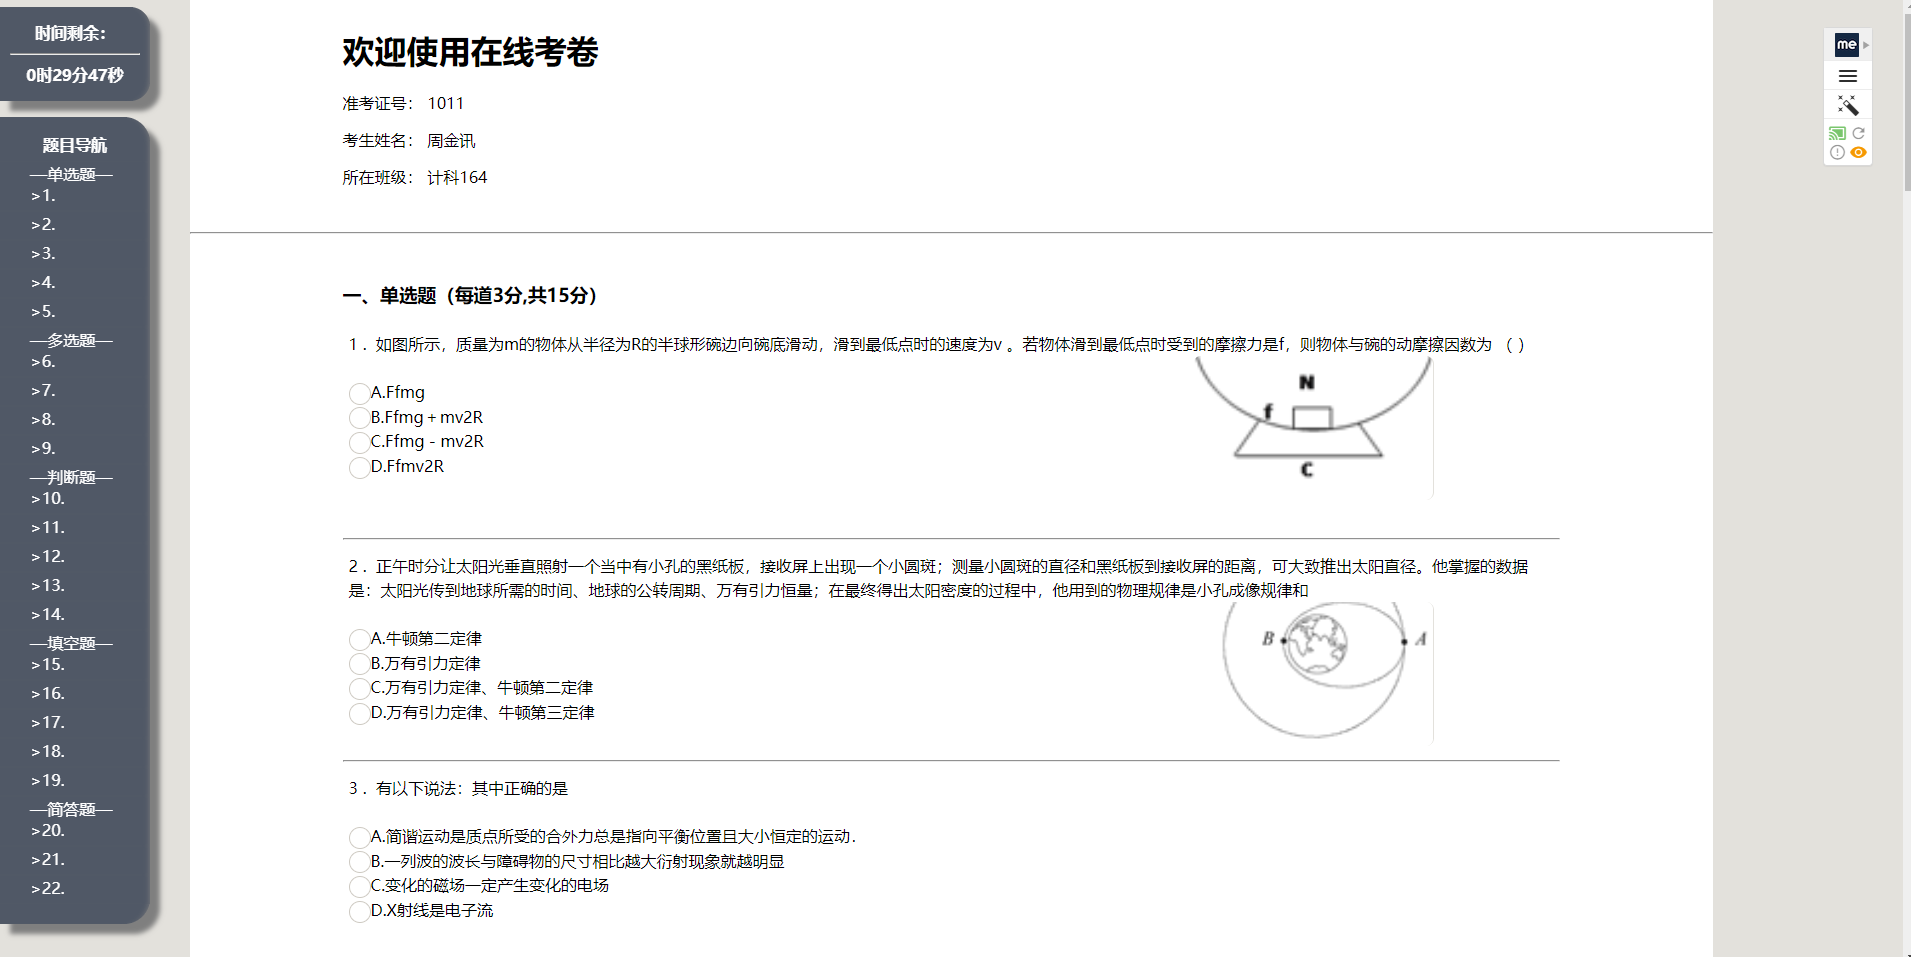 时间剩余：
0时29分47秒
题目导航
—单选题—
>1.
>2.
>3.
>4.
>5.
—多选题—
>6.
>7.
>8.
>9.
—判断题—
>10.
>11.
>12.
>13.
>14.
—填空题—
>15.
>16.
>17.
>18.
>19.
—简答题—
>20.
>21.
>22.
欢迎使用在线考卷
准考证号： 1011
考生姓名： 周金讯
所在班级： 计科164
一、单选题（每道3分,共15分）
1 . 如图所示，质量为m的物体从半径为R的半球形碗边向碗底滑动，滑到最低点时的速度为v 。若物体滑到最低点时受到的摩擦力是f，则物体与碗的动摩擦因数为 （ ）
N
f
C
A.Ffmg
B.Ffmg＋mv2R
C.Ffmg－mv2R
D.Ffmv2R
2 . 正午时分让太阳光垂直照射一个当中有小孔的黑纸板，接收屏上出现一个小圆斑；测量小圆斑的直径和黑纸板到接收屏的距离，可大致推出太阳直径。他掌握的数据
是：太阳光传到地球所需的时间、地球的公转周期、万有引力恒量；在最终得出太阳密度的过程中，他用到的物理规律是小孔成像规律和
B A
A.牛顿第二定律
B.万有引力定律
C.万有引力定律、牛顿第二定律
D.万有引力定律、牛顿第三定律
3 . 有以下说法：其中正确的是
A.简谐运动是质点所受的合外力总是指向平衡位置且大小恒定的运动.
B.一列波的波长与障碍物的尺寸相比越大衍射现象就越明显
C.变化的磁场一定产生变化的电场
D.X射线是电子流
me